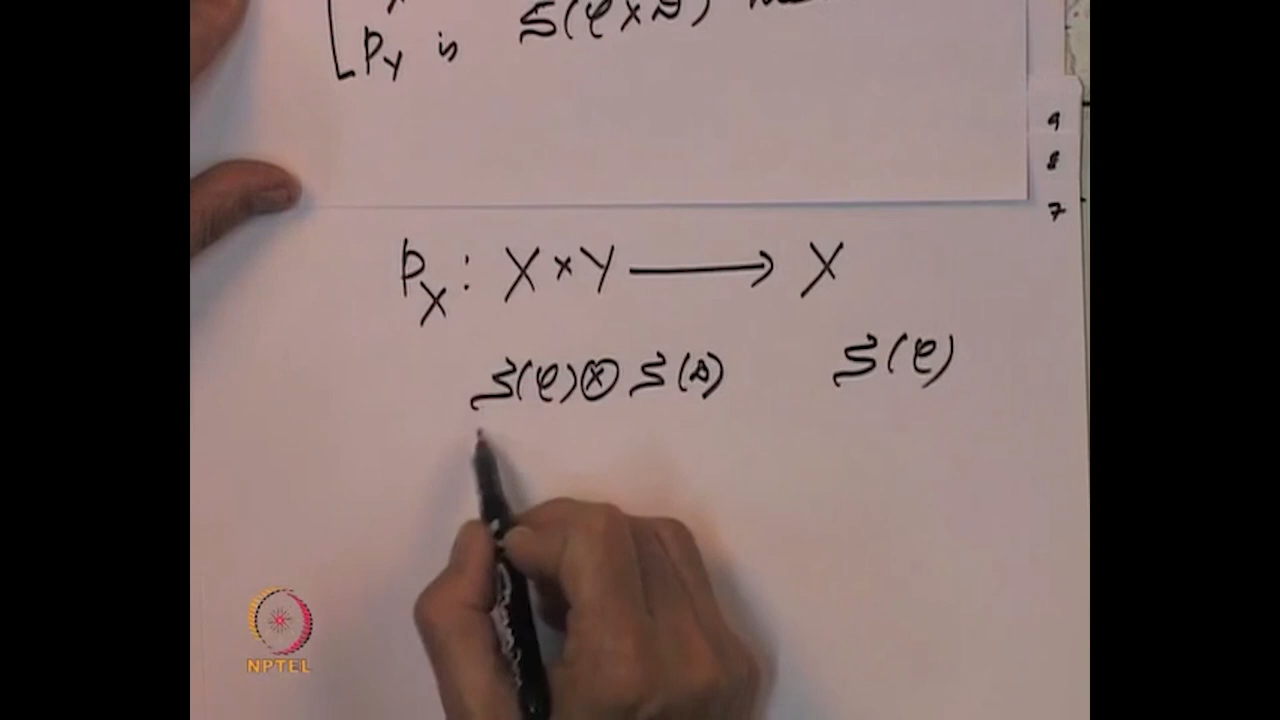 P_Y is S(𝒞×𝒟)
9
8
7
P_X : X × Y ⟶ X
S(𝒞) ⊗ S(𝒟) S(𝒞)
NPTEL